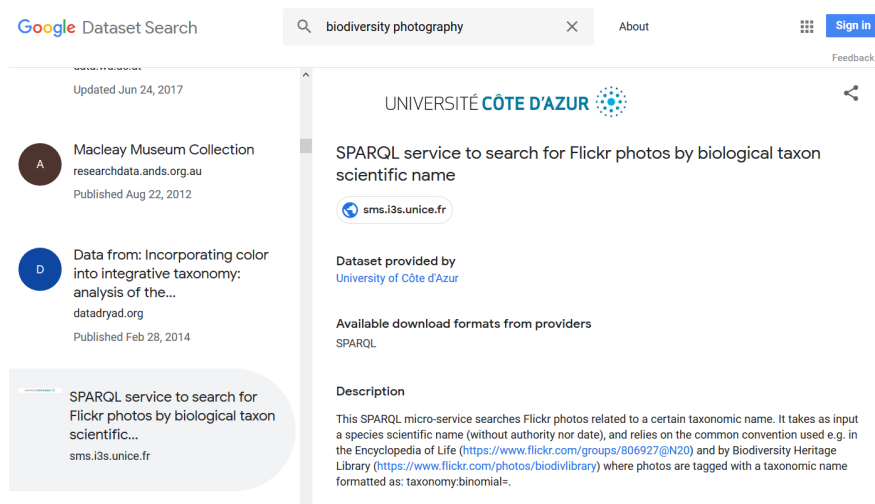 Google Dataset Search
biodiversity photography
About
Sign in
Feedback
Updated Jun 24, 2017
A
Macleay Museum Collection
researchdata.ands.org.au
Published Aug 22, 2012
D
Data from: Incorporating color
into integrative taxonomy:
analysis of the...
datadryad.org
Published Feb 28, 2014
SPARQL service to search for
Flickr photos by biological taxon
scientific...
sms.i3s.unice.fr
UNIVERSITÉ CÔTE D'AZUR
SPARQL service to search for Flickr photos by biological taxon
scientific name
sms.i3s.unice.fr
Dataset provided by
University of Côte d'Azur
Available download formats from providers
SPARQL
Description
This SPARQL micro-service searches Flickr photos related to a certain taxonomic name. It takes as input
a species scientific name (without authority nor date), and relies on the common convention used e.g. in
the Encyclopedia of Life (https://www.flickr.com/groups/806927@N20) and by Biodiversity Heritage
Library (https://www.flickr.com/photos/biodivlibrary) where photos are tagged with a taxonomic name
formatted as: taxonomy:binomial=.